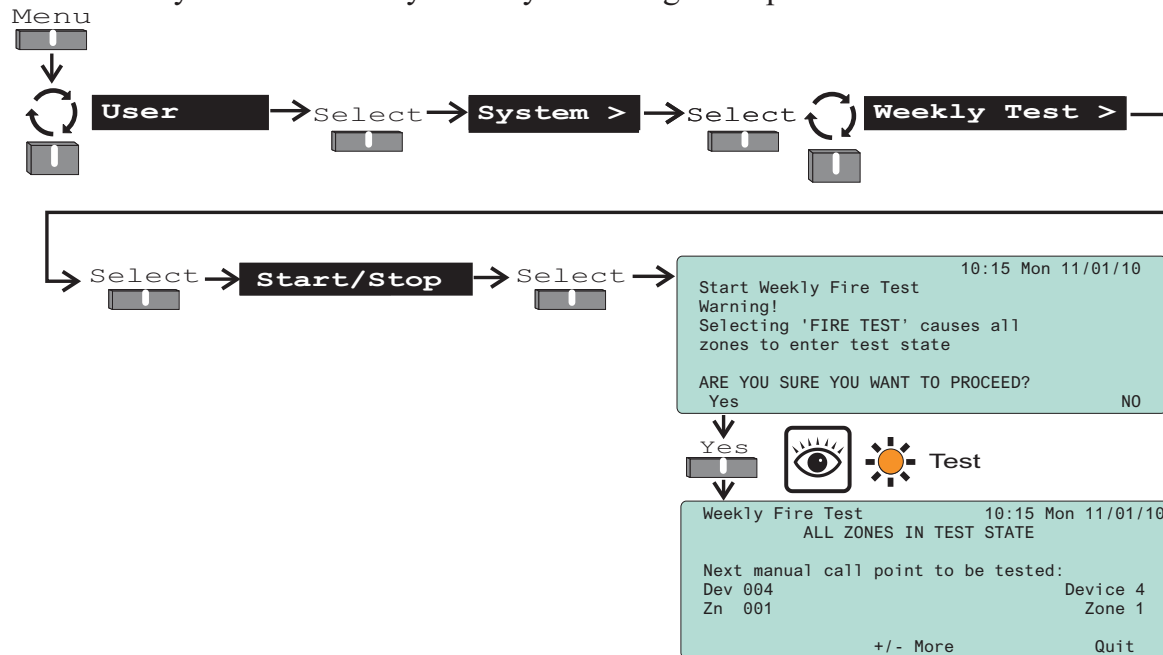 Menu
User
Select
System >
Select
Weekly Test >
Select
Start/Stop
Select
10:15 Mon 11/01/10
Start Weekly Fire Test
Warning!
Selecting 'FIRE TEST’ causes all
zones to enter test state
ARE YOU SURE YOU WANT TO PROCEED?
Yes NO
Yes
Test
Weekly Fire Test 10:15 Mon 11/01/10
ALL ZONES IN TEST STATE
Next manual call point to be tested:
Dev 004 Device 4
Zn 001 Zone 1
+/- More Quit